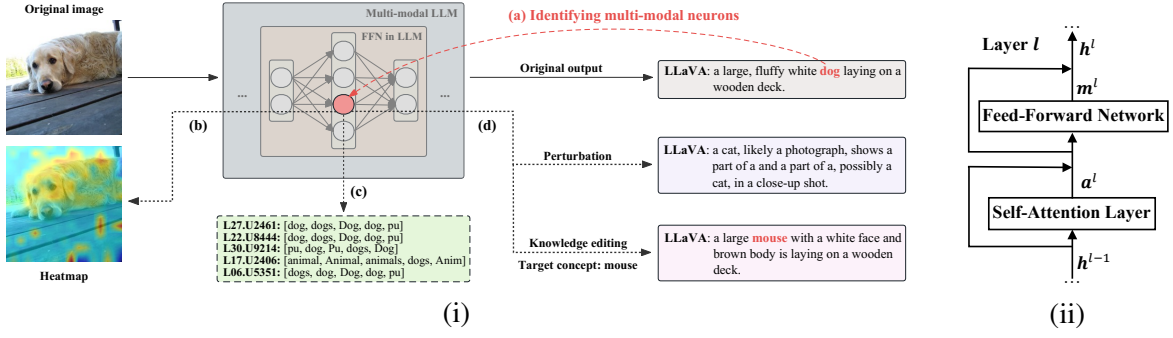 Original image
Heatmap
Multi-modal LLM
FFN in LLM
...
...
(a) Identifying multi-modal neurons
(b)
(c)
(d)
L27.U2461: [dog, dogs, Dog, dog, pu]
L22.U8444: [dog, dogs, Dog, dog, pu]
L30.U9214: [pu, dog, Pu, dogs, Dog]
L17.U2406: [animal, Animal, animals, dogs, Anim]
L06.U5351: [dogs, dog, Dog, dog, pu]
Original output
LLaVA: a large, fluffy white dog laying on a
wooden deck.
Perturbation
LLaVA: a cat, likely a photograph, shows a
part of a and a part of a, possibly a
cat, in a close-up shot.
Knowledge editing
Target concept: mouse
LLaVA: a large mouse with a white face and
brown body is laying on a wooden
deck.
(i)
...
Layer l
h^l
m^l
Feed-Forward Network
a^l
Self-Attention Layer
h^{l−1}
...
(ii)